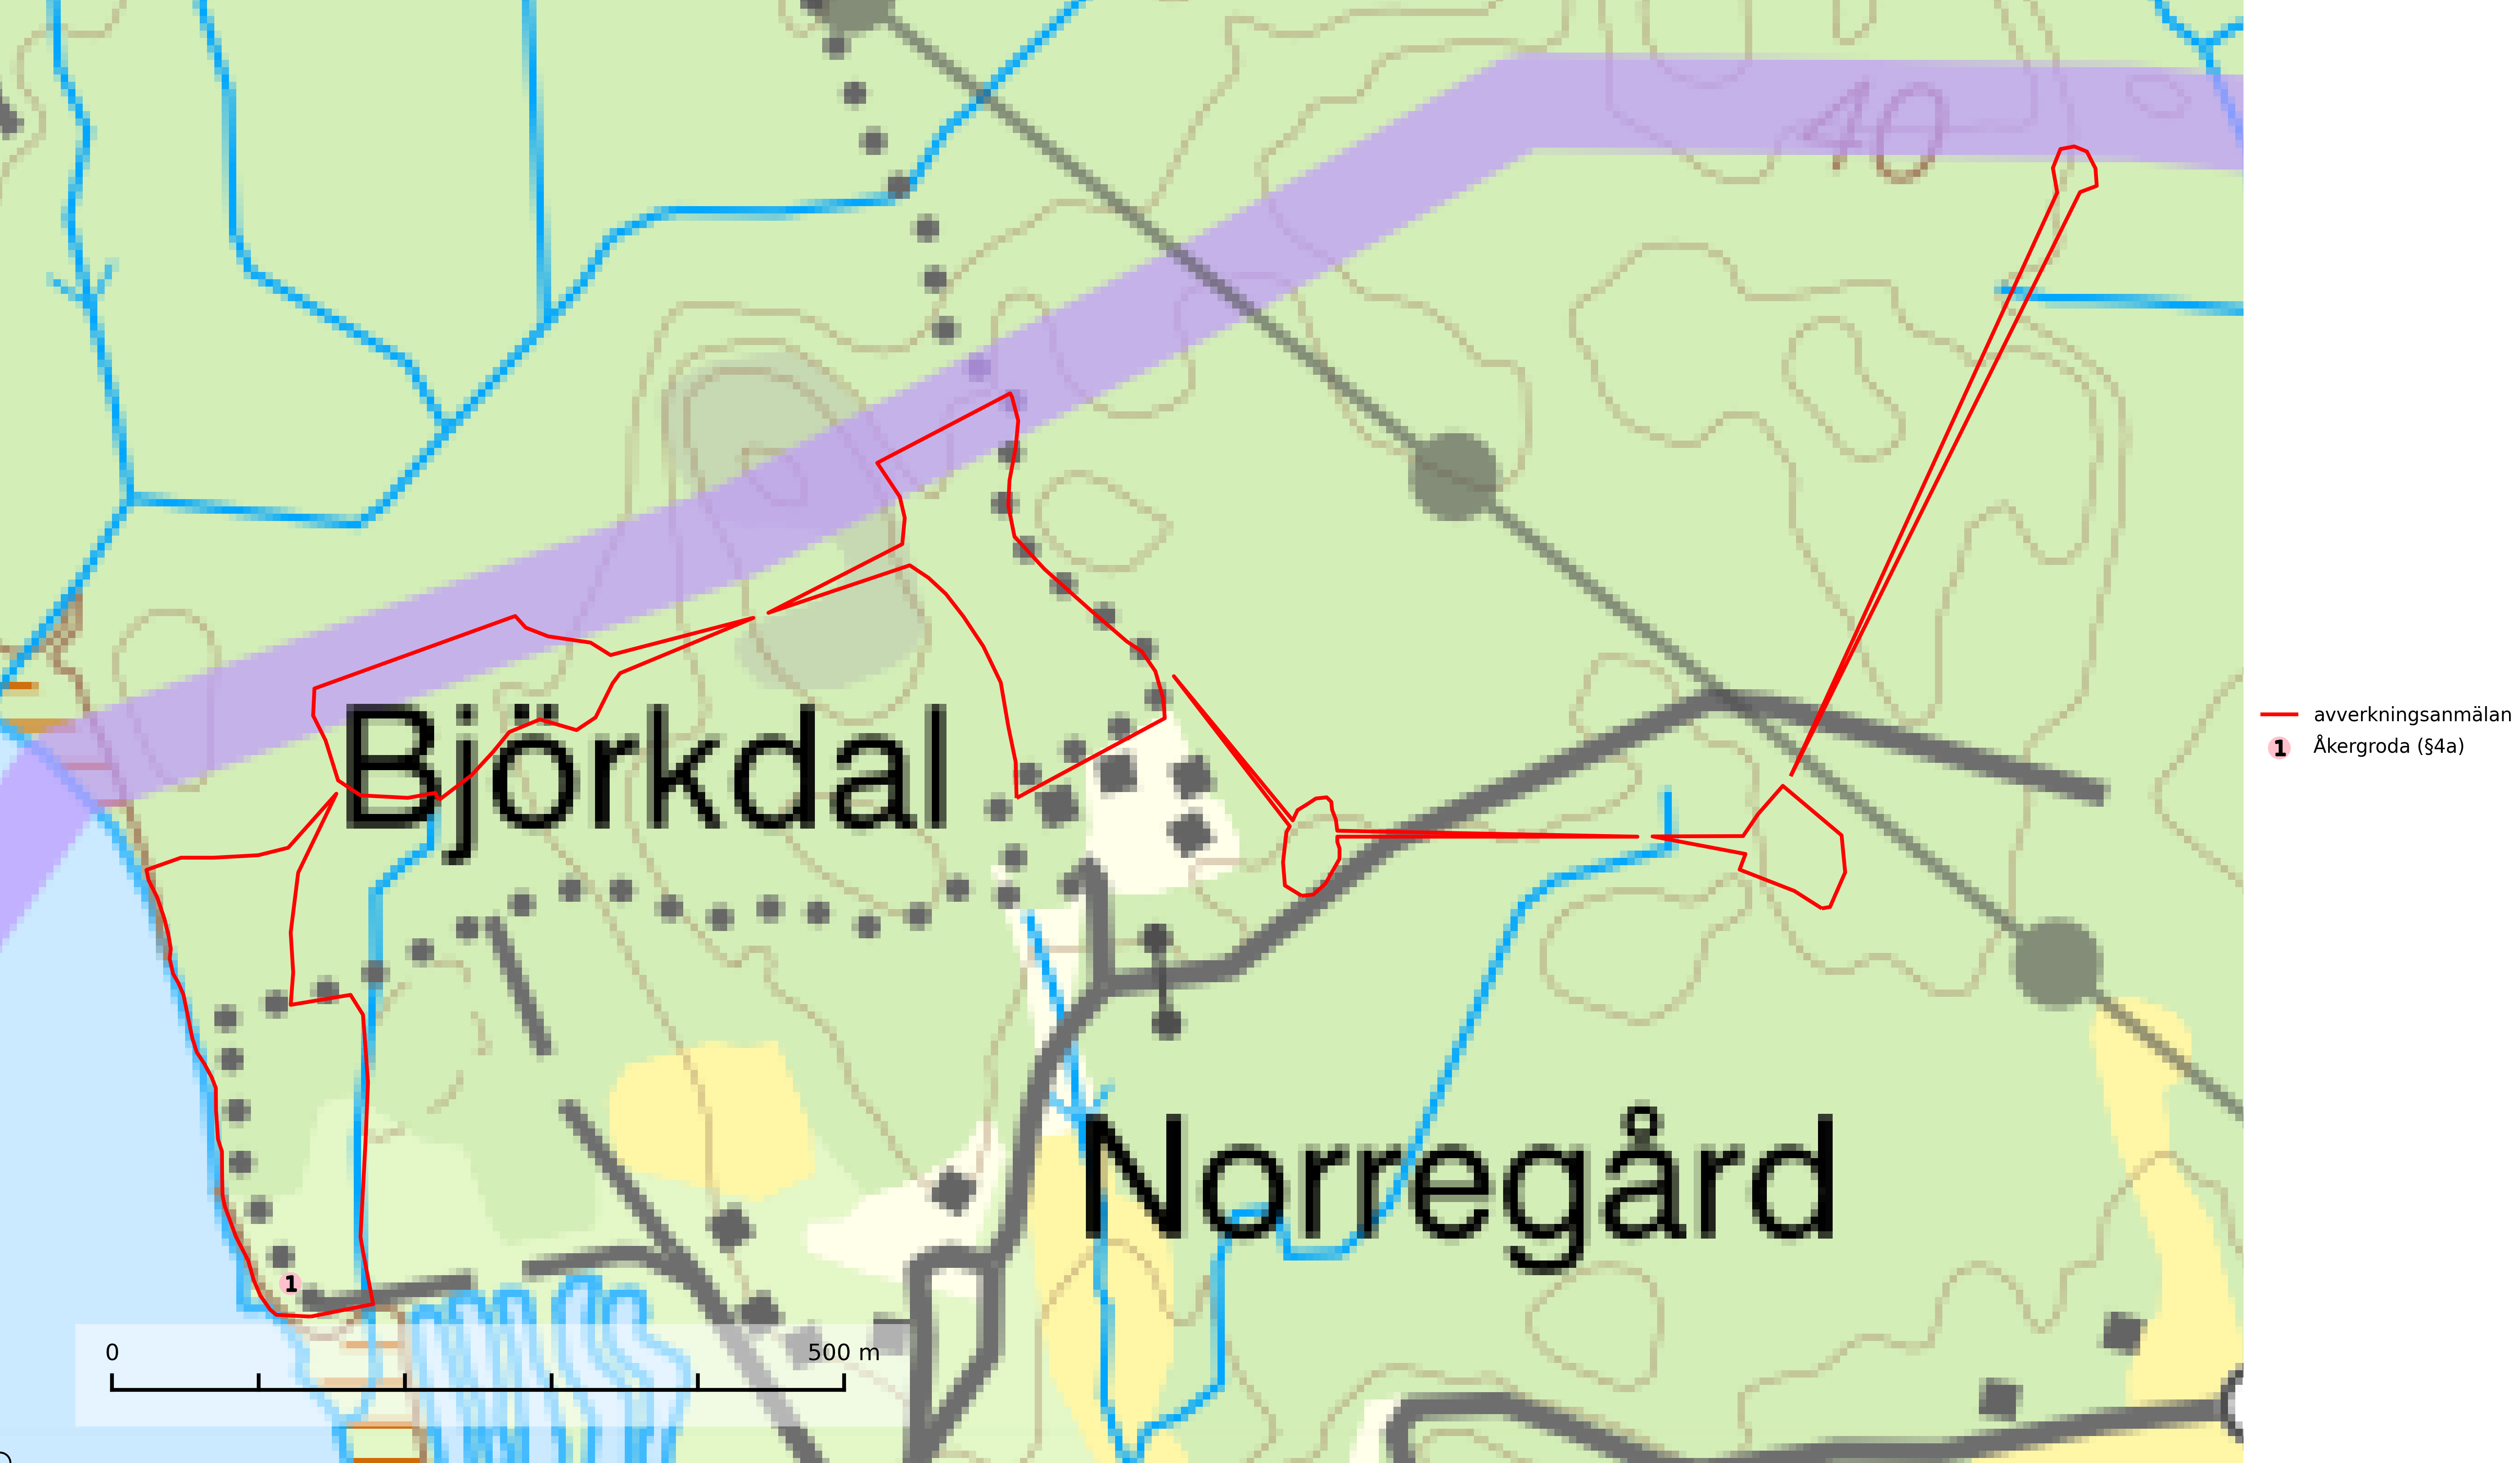 40
Björkdal
Norregård
1
0 500 m
avverkningsanmälan
1 Åkergroda (§4a)